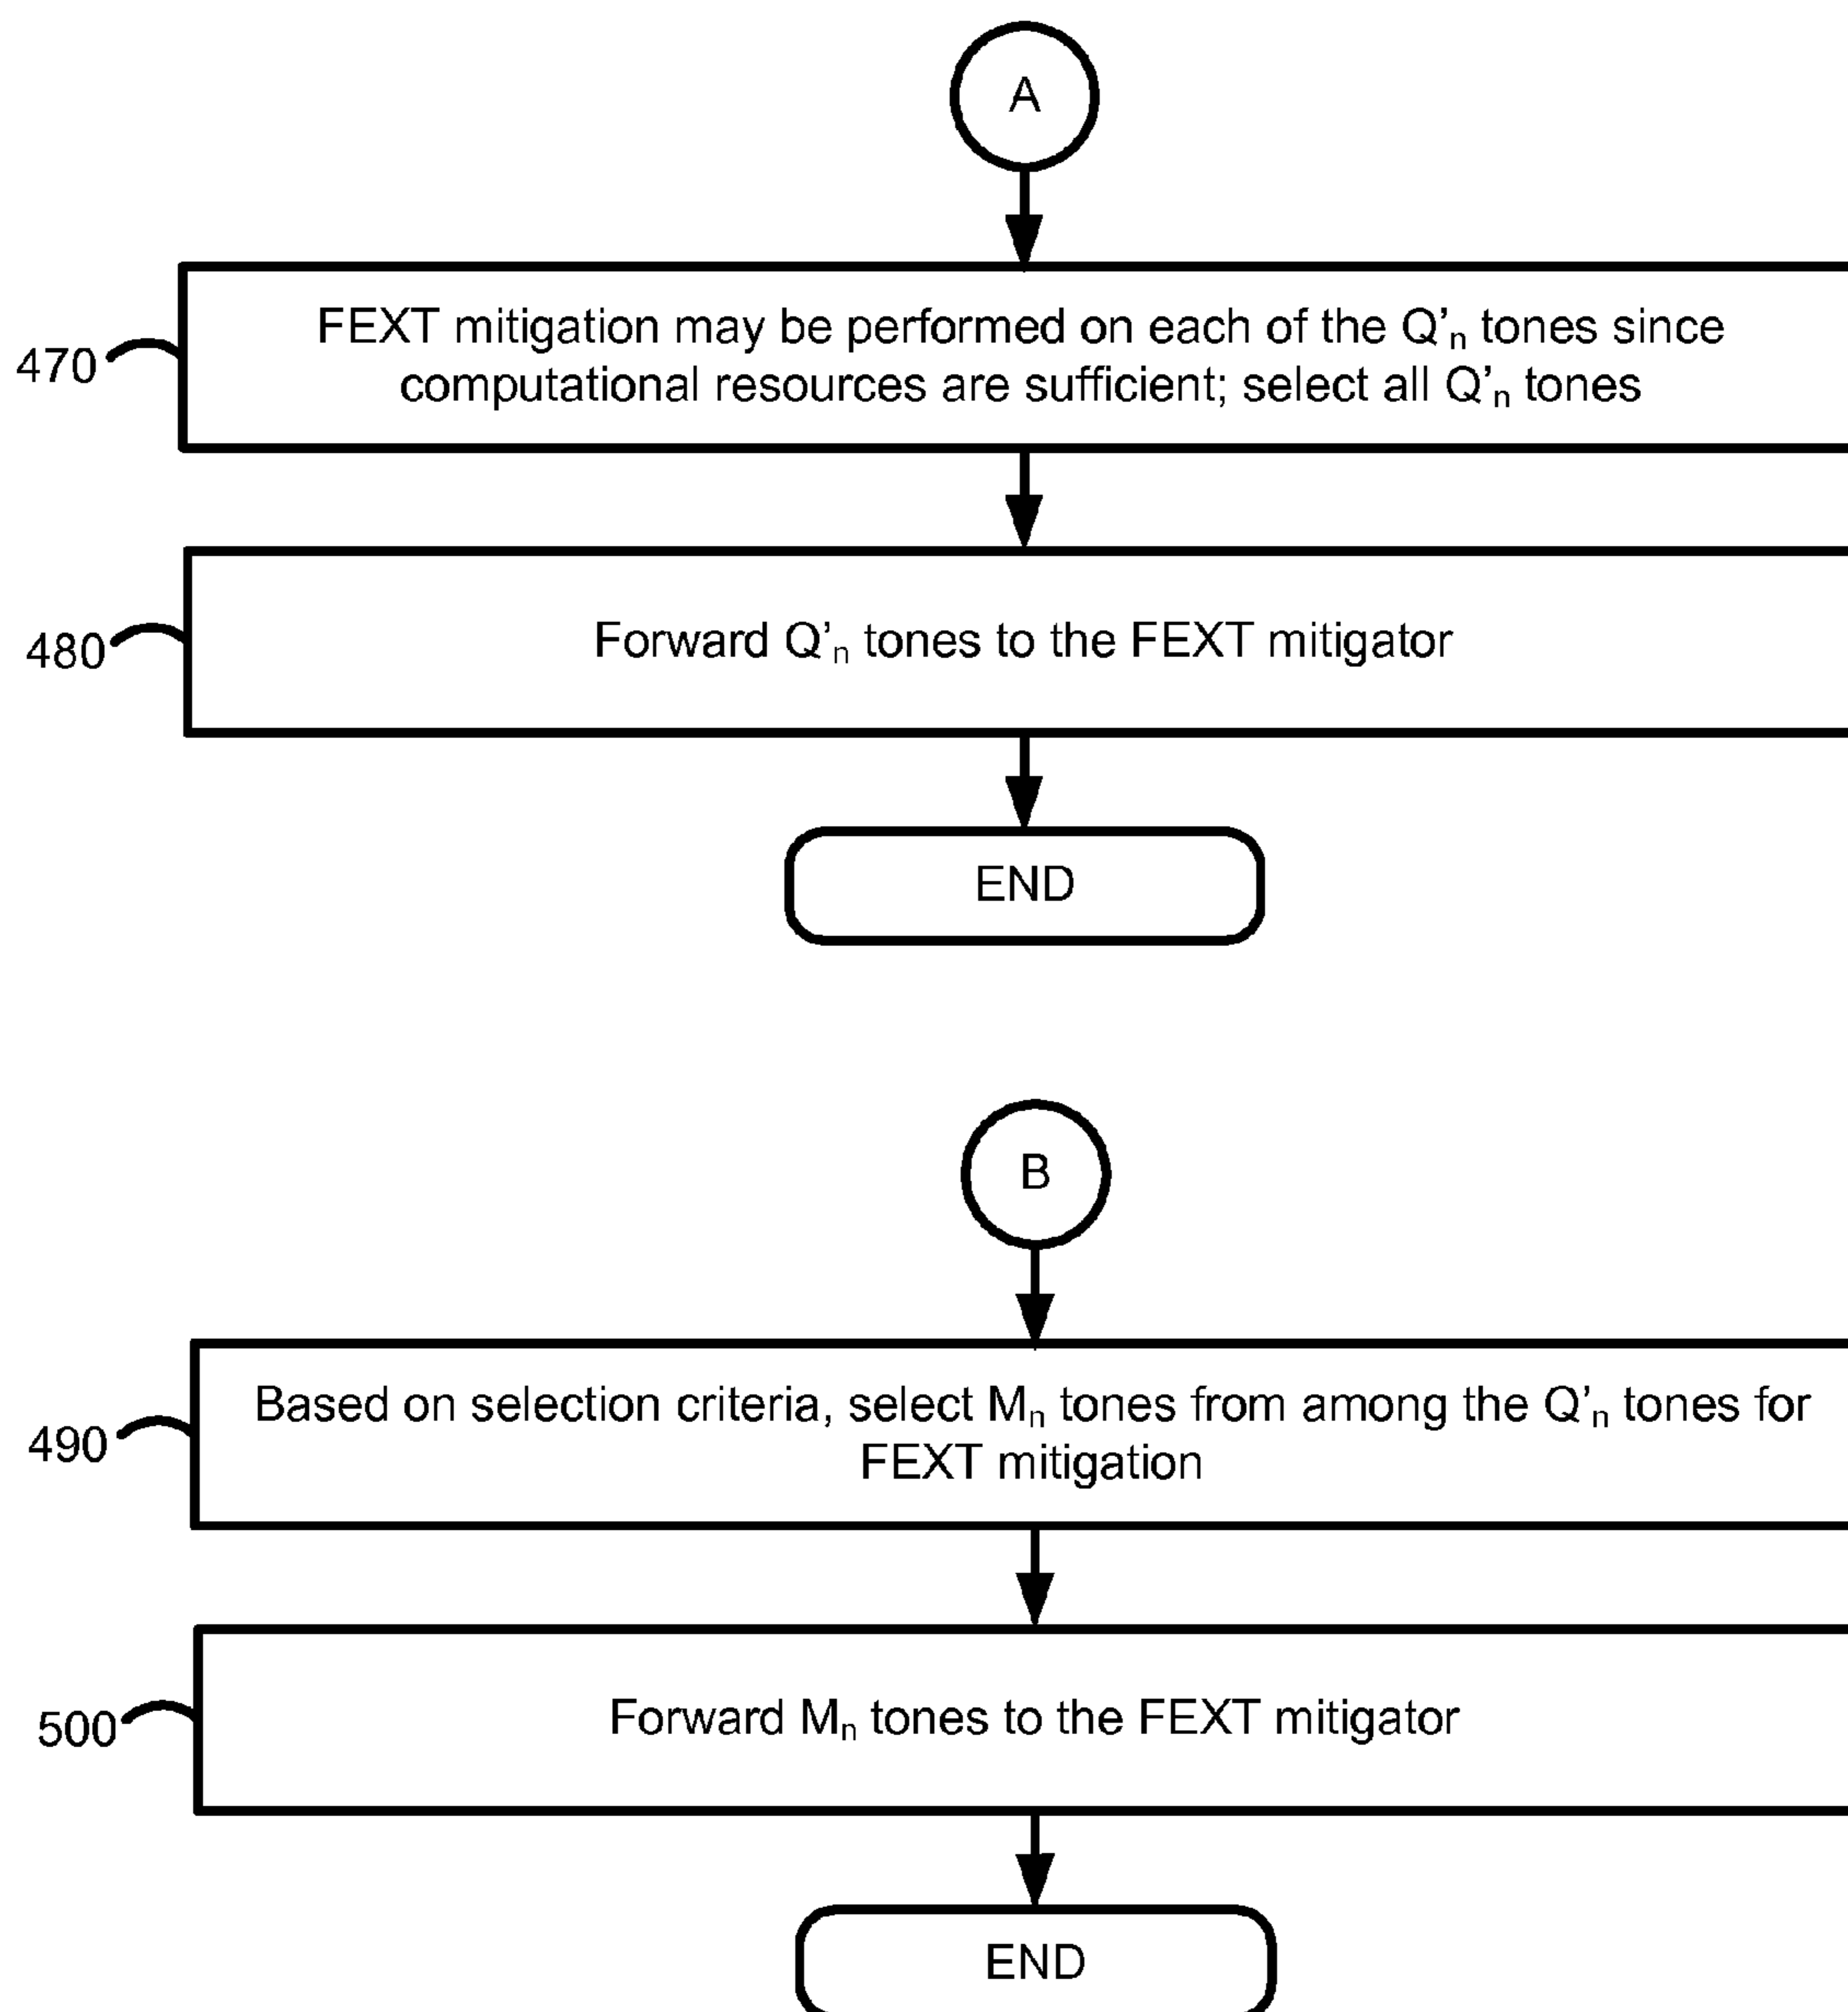 A
470
FEXT mitigation may be performed on each of the Q'n tones since
computational resources are sufficient; select all Q'n tones
480
Forward Q'n tones to the FEXT mitigator
END
B
490
Based on selection criteria, select Mn tones from among the Q'n tones for
FEXT mitigation
500
Forward Mn tones to the FEXT mitigator
END